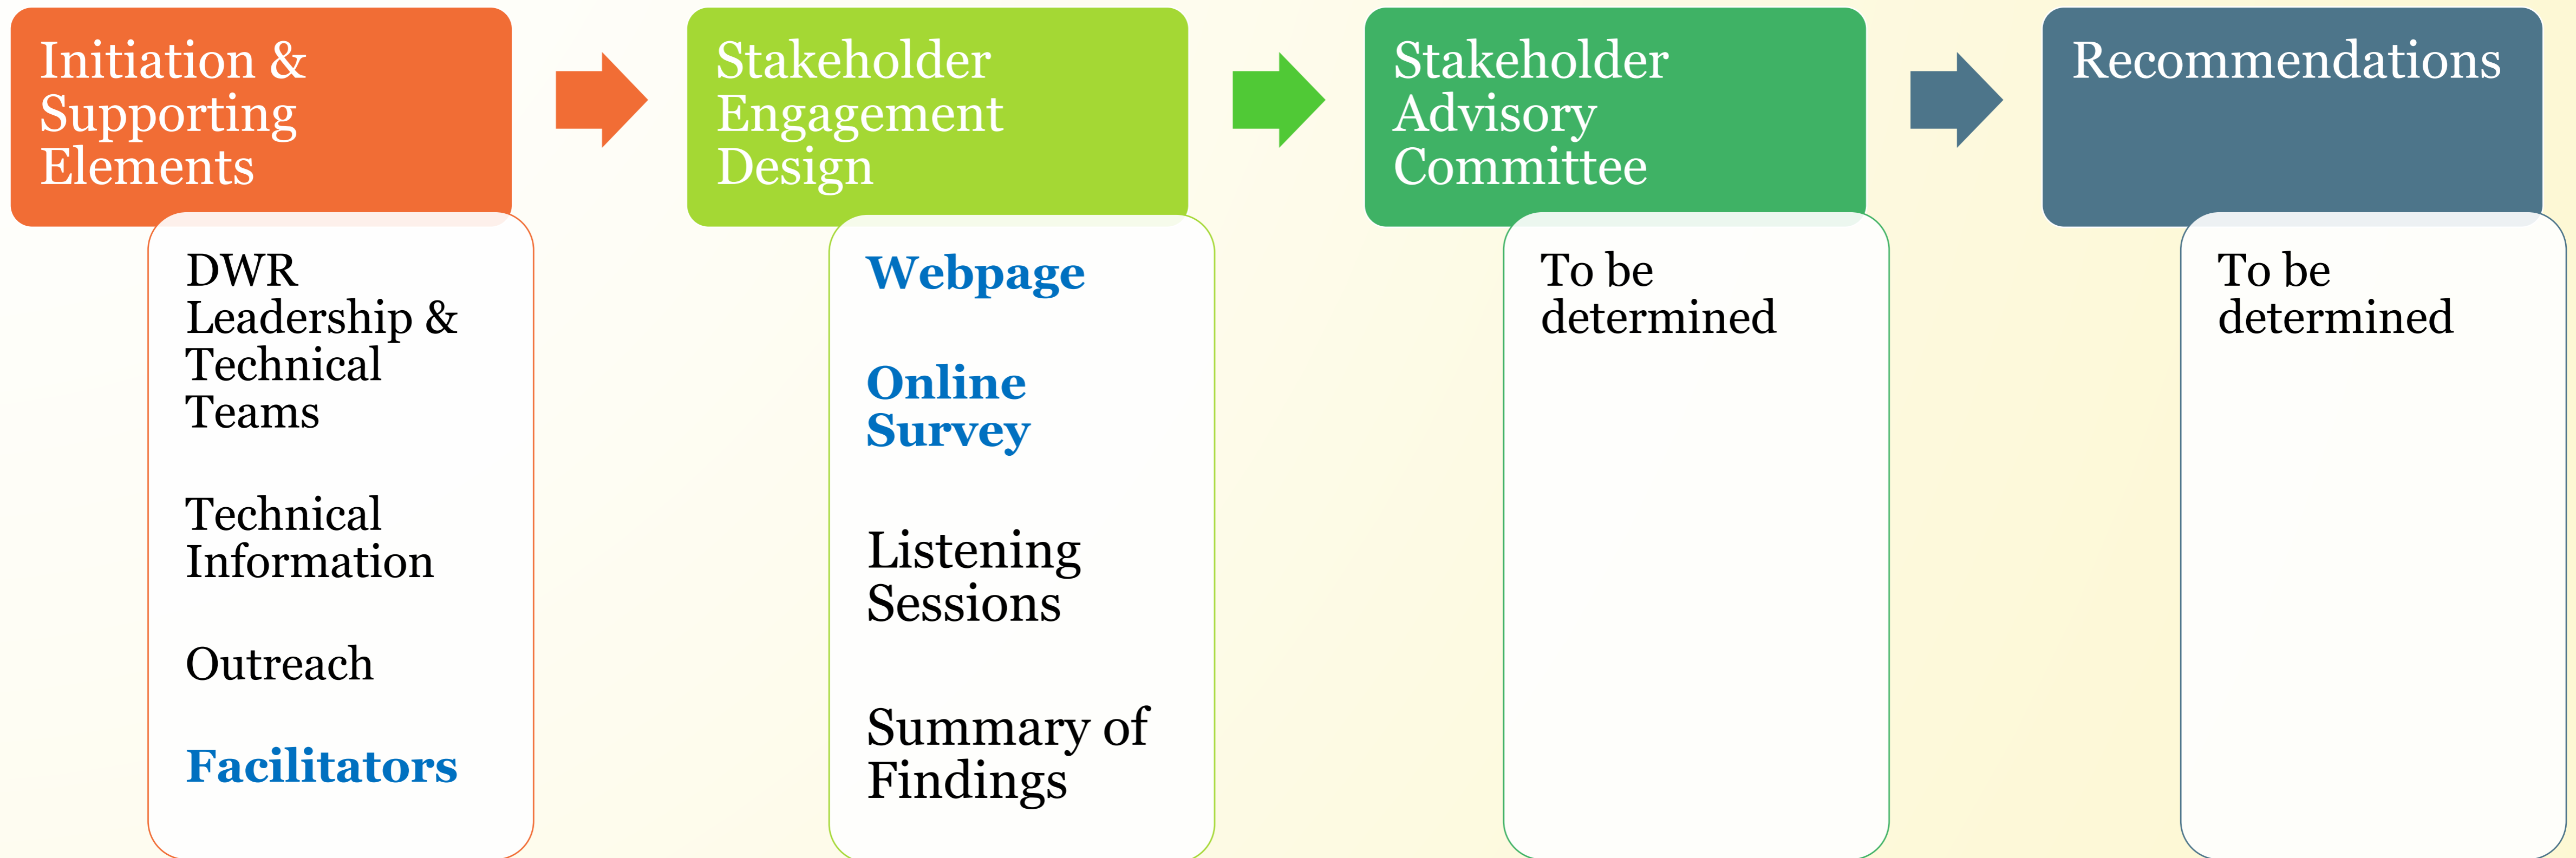 Initiation &
Supporting
Elements
DWR
Leadership &
Technical
Teams
Technical
Information
Outreach
Facilitators
Stakeholder
Engagement
Design
Webpage
Online
Survey
Listening
Sessions
Summary of
Findings
Stakeholder
Advisory
Committee
To be
determined
Recommendations
To be
determined